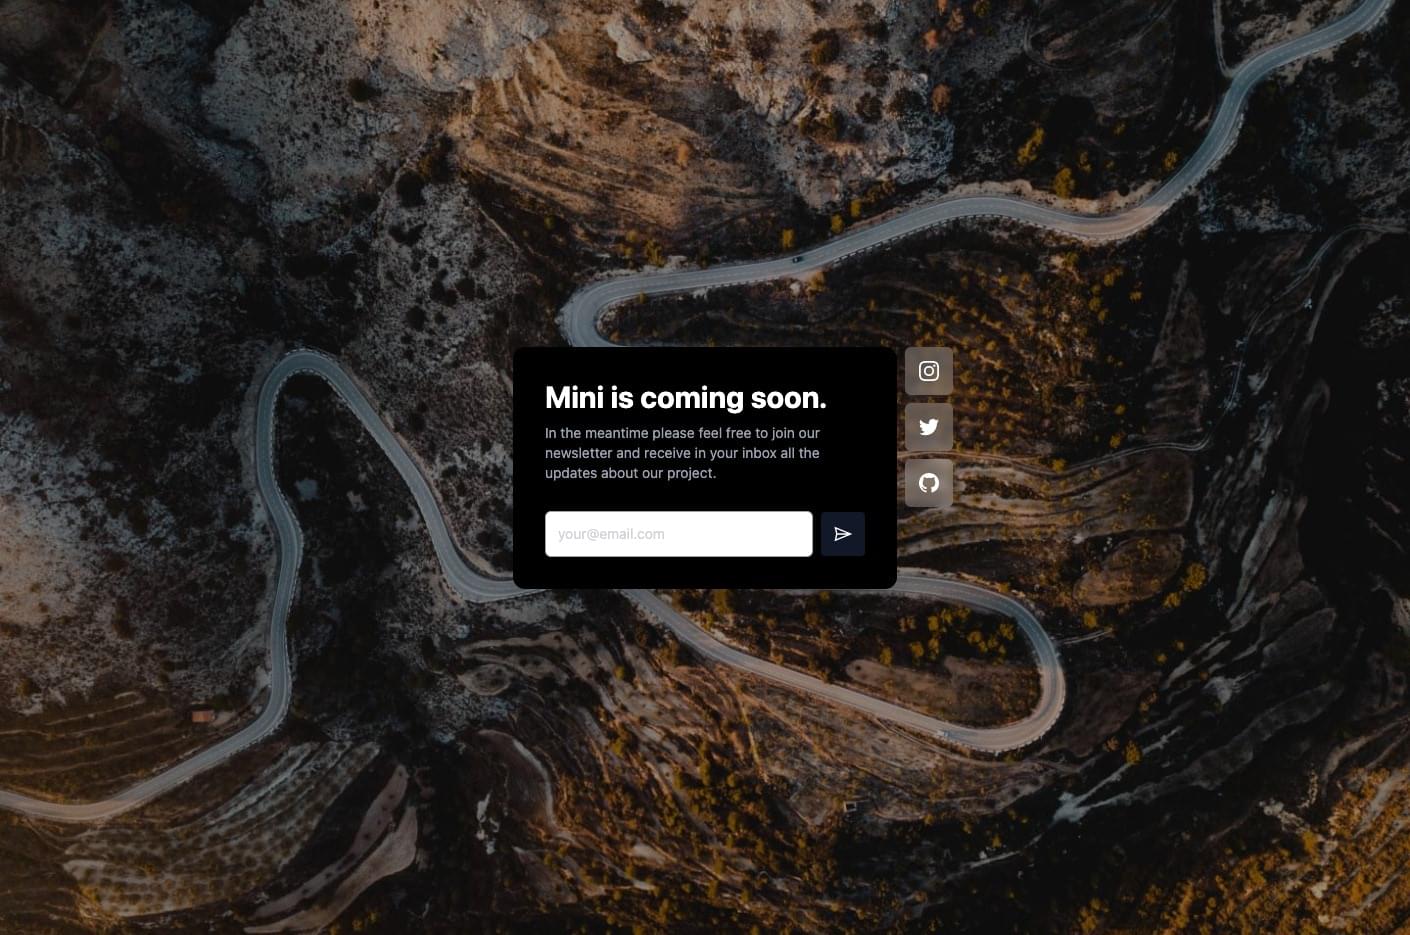 Mini is coming soon.
In the meantime please feel free to join our
newsletter and receive in your inbox all the
updates about our project.
your@email.com